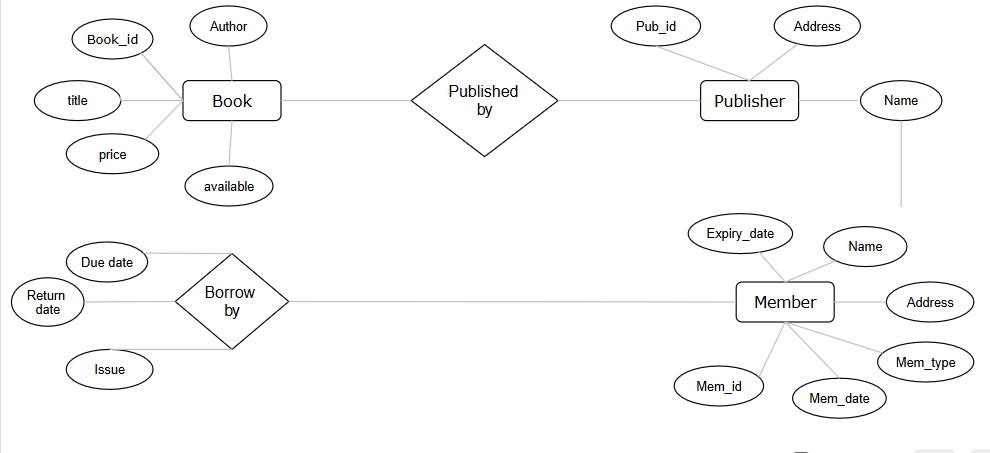 Book_id
Author
title
Book
price
available
Published
by
Pub_id
Address
Publisher
Name
Due date
Return
date
Borrow
by
Issue
Expiry_date
Name
Member
Address
Mem_type
Mem_id
Mem_date